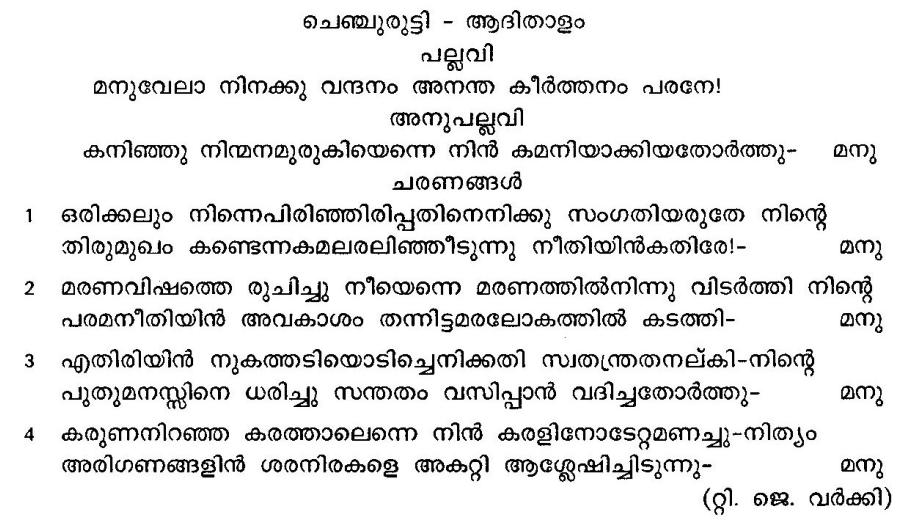 ചെഞ്ചുരുട്ടി - ആദിതാളം
പല്ലവി
മനുവേലാ നിനക്കു വന്ദനം അനന്ത കീർത്തനം പരനേ!
അനുപല്ലവി
കനിഞ്ഞു നിന്മനമുരുകിയെന്നെ നിൻ കമനിയാക്കിയതോർത്തു- മനു
ചരണങ്ങൾ
1 ഒരിക്കലും നിന്നെപിരിഞ്ഞിരിപ്പതിനെനിക്കു സംഗതിയരുതേ നിന്റെ
തിരുമുഖം കണ്ടെന്നകമലരലിഞ്ഞീടുന്നു നീതിയിൻകതിരേ!- മനു
2 മരണവിഷത്തെ രുചിച്ചു നീയെന്നെ മരണത്തിൽനിന്നു വിടർത്തി നിന്റെ
പരമനീതിയിൻ അവകാശം തന്നിട്ടമരലോകത്തിൽ കടത്തി- മനു
3 എതിരിയിൻ നുകത്തടിയൊടിച്ചെനിക്കതി സ്വതന്ത്രതനല്കി-നിന്റെ
പുതുമനസ്സിനെ ധരിച്ചു സന്തതം വസിപ്പാൻ വദിച്ചതോർത്തു- മനു
4 കരുണനിറഞ്ഞ കരത്താലെന്നെ നിൻ കരളിനോടേറ്റമണച്ചു-നിത്യം
അരിഗണങ്ങളിൻ ശരനിരകളെ അകറ്റി ആശ്ലേഷിച്ചിടുന്നു- മനു
(റ്റി. ജെ. വർക്കി)